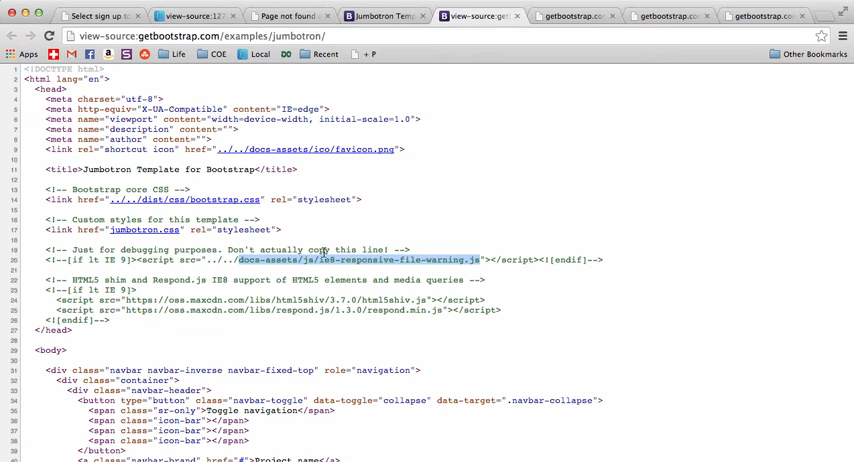 Select sign up to
view-source:127
Page not found
Jumbotron Temp
view-source:getb
getbootstrap.co
getbootstrap.co
getbootstrap.co
view-source:getbootstrap.com/examples/jumbotron/
Apps
Life
COE
Local
DO
Recent
+ P
Other Bookmarks
1 <!DOCTYPE html>
2 <html lang="en">
3 <head>
4 <meta charset="utf-8">
5 <meta http-equiv="X-UA-Compatible" content="IE=edge">
6 <meta name="viewport" content="width=device-width, initial-scale=1.0">
7 <meta name="description" content="">
8 <meta name="author" content="">
9 <link rel="shortcut icon" href="../../docs-assets/ico/favicon.png">
10
11 <title>Jumbotron Template for Bootstrap</title>
12
13 <!-- Bootstrap core CSS -->
14 <link href="../../dist/css/bootstrap.css" rel="stylesheet">
15
16 <!-- Custom styles for this template -->
17 <link href="jumbotron.css" rel="stylesheet">
18
19 <!-- Just for debugging purposes. Don't actually copy this line! -->
20 <!--[if lt IE 9]><script src="../../docs-assets/js/ie8-responsive-file-warning.js"></script><![endif]-->
21
22 <!-- HTML5 shim and Respond.js IE8 support of HTML5 elements and media queries -->
23 <!--[if lt IE 9]>
24 <script src="https://oss.maxcdn.com/libs/html5shiv/3.7.0/html5shiv.js"></script>
25 <script src="https://oss.maxcdn.com/libs/respond.js/1.3.0/respond.min.js"></script>
26 <![endif]-->
27 </head>
28
29 <body>
30
31 <div class="navbar navbar-inverse navbar-fixed-top" role="navigation">
32 <div class="container">
33 <div class="navbar-header">
34 <button type="button" class="navbar-toggle" data-toggle="collapse" data-target=".navbar-collapse">
35 <span class="sr-only">Toggle navigation</span>
36 <span class="icon-bar"></span>
37 <span class="icon-bar"></span>
38 <span class="icon-bar"></span>
39 </button>
40 <a class="navbar-brand" href="#">Project name</a>